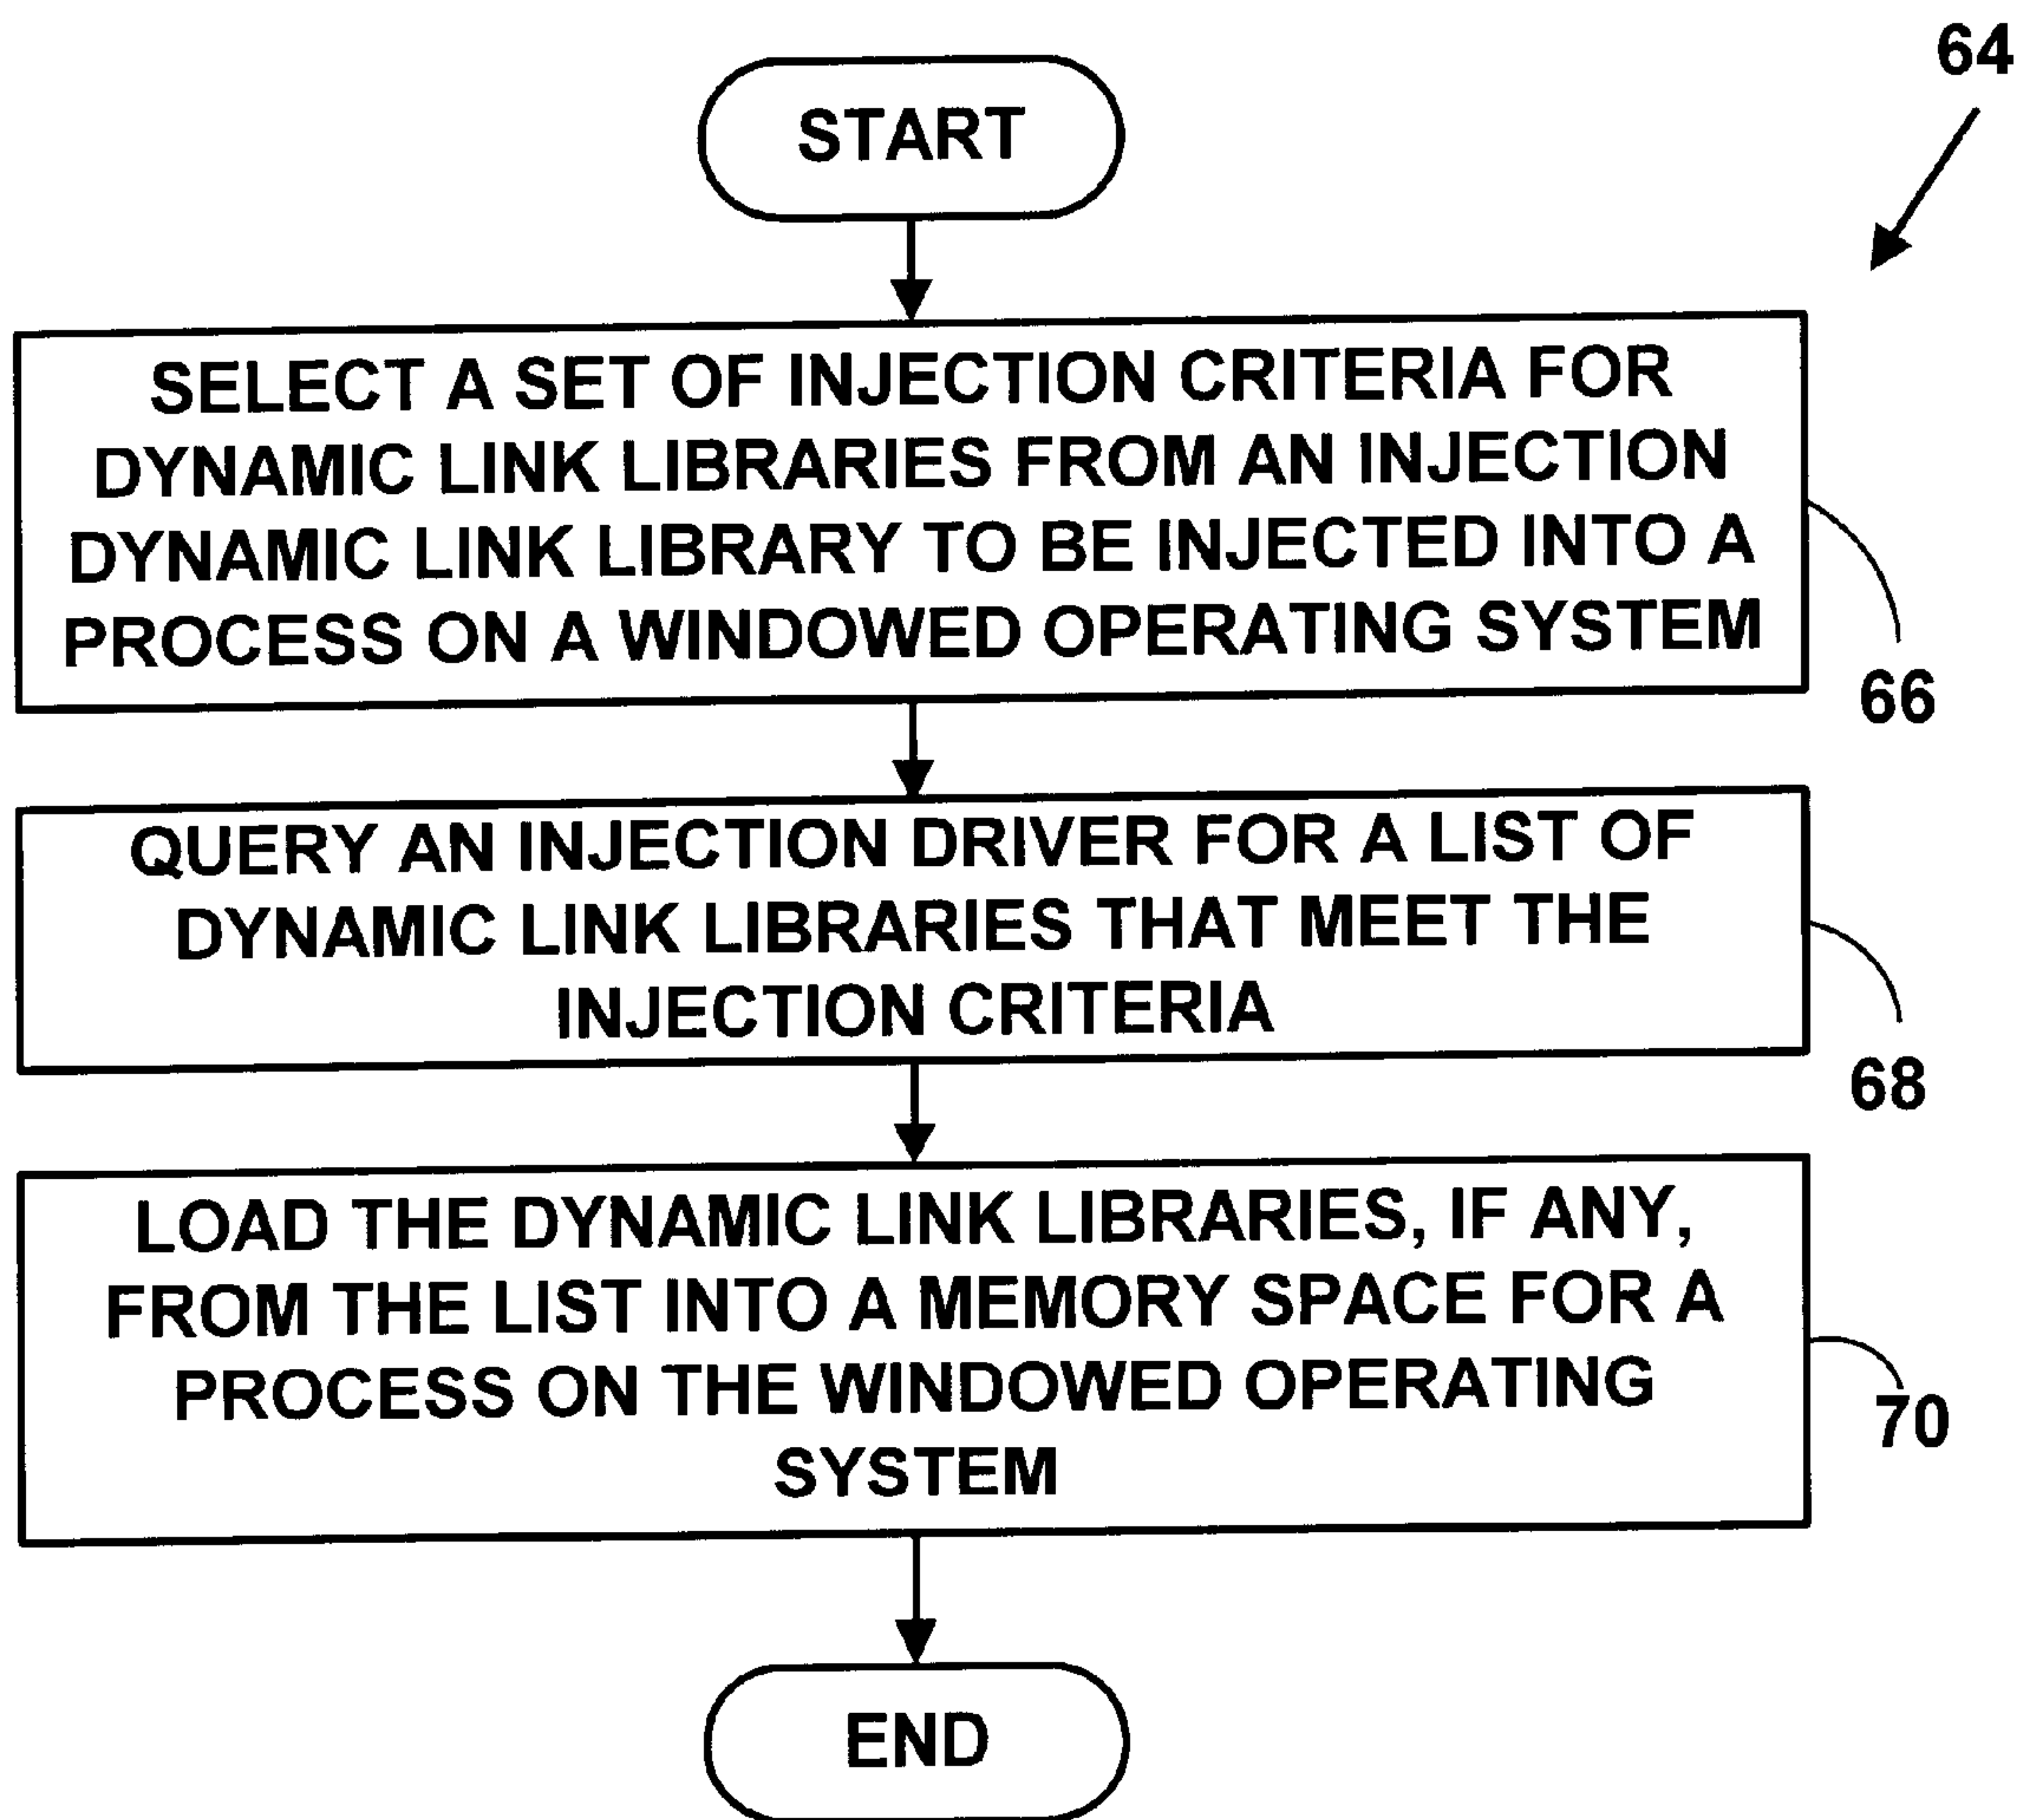 64
START
SELECT A SET OF INJECTION CRITERIA FOR
DYNAMIC LINK LIBRARIES FROM AN INJECTION
DYNAMIC LINK LIBRARY TO BE INJECTED INTO A
PROCESS ON A WINDOWED OPERATING SYSTEM
66
QUERY AN INJECTION DRIVER FOR A LIST OF
DYNAMIC LINK LIBRARIES THAT MEET THE
INJECTION CRITERIA
68
LOAD THE DYNAMIC LINK LIBRARIES, IF ANY,
FROM THE LIST INTO A MEMORY SPACE FOR A
PROCESS ON THE WINDOWED OPERATING
SYSTEM
70
END